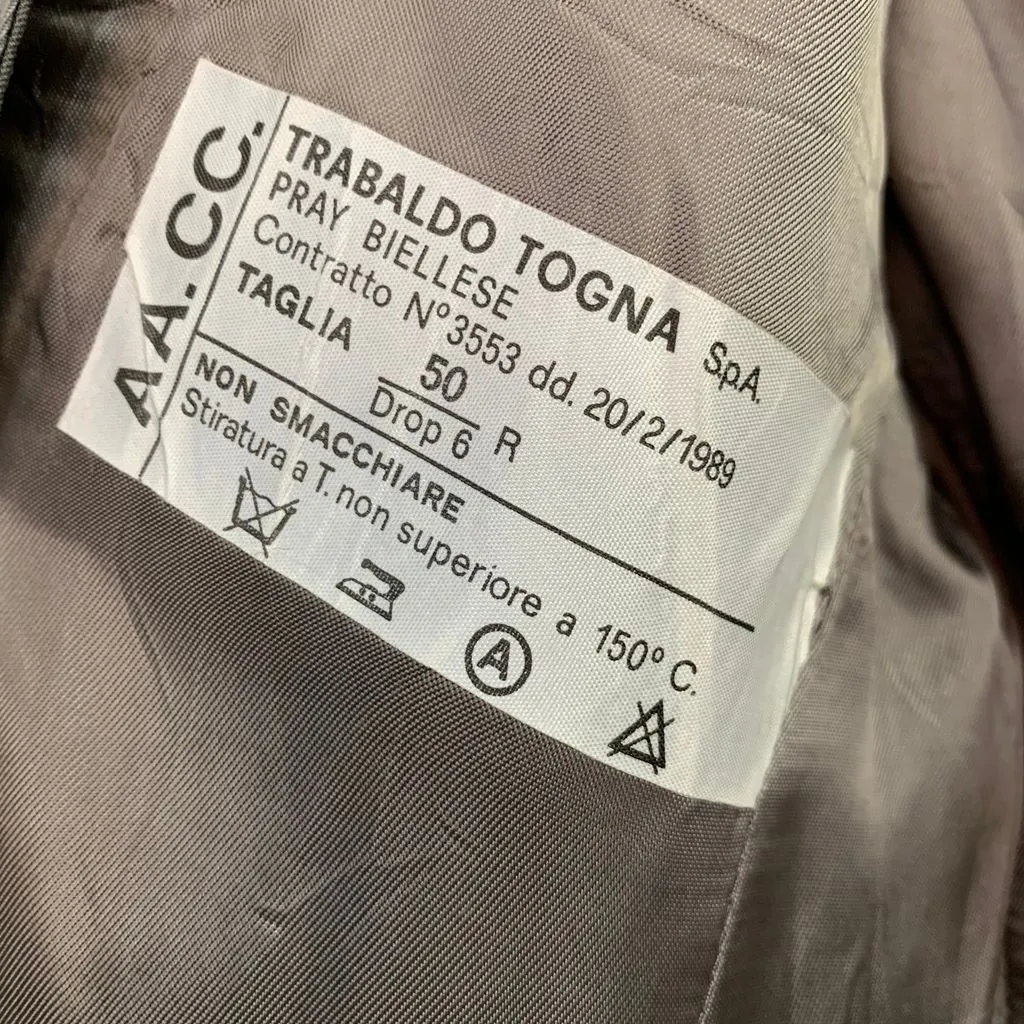 AA.CC.
TRABALDO TOGNA SpA.
PRAY BIELLESE
Contratto N°3553 dd. 20/2/1989
TAGLIA 50
Drop 6 R
NON SMACCHIARE
Stiratura a T. non superiore a 150° C.
A